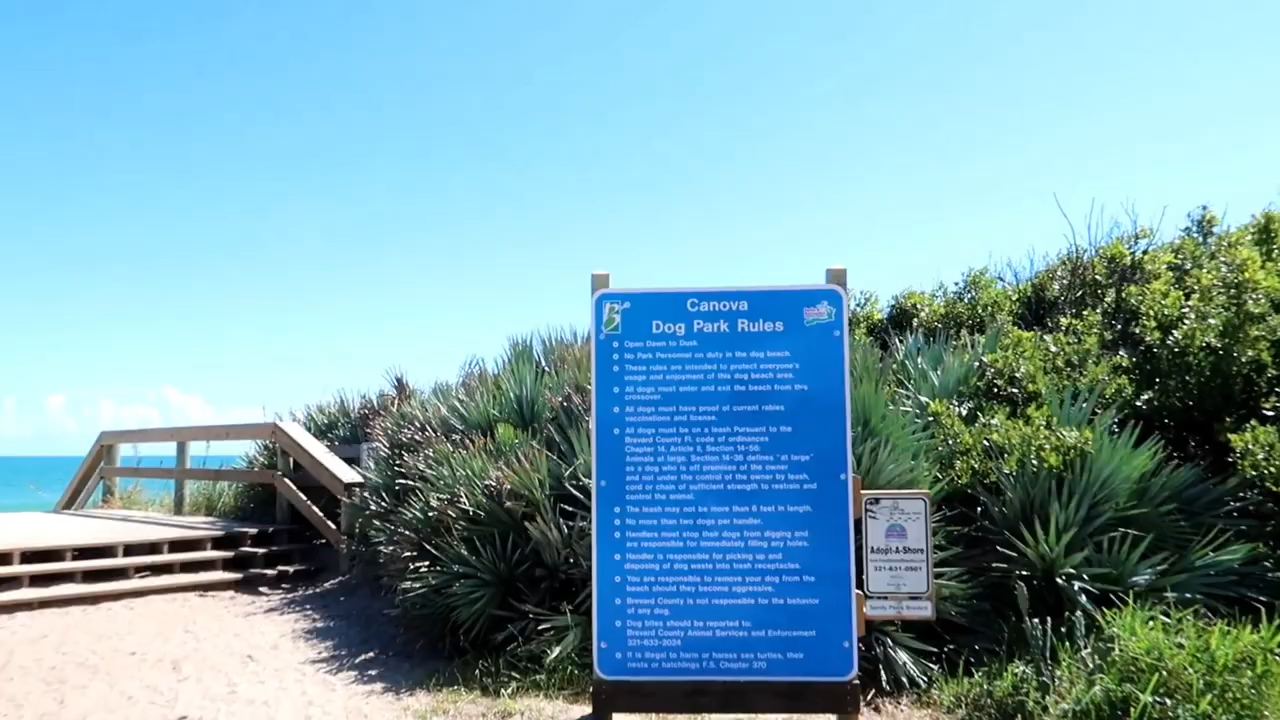 Canova
Dog Park Rules
Open Dawn to Dusk
No Park Personnel on duty in the dog beach.
These rules are intended to protect everyone's
usage and enjoyment of this dog beach area.
All dogs must enter and exit the beach from this
crossover.
All dogs must have proof of current rabies
vaccinations and license.
All dogs must be on a leash Pursuant to the
Brevard County Fl. code of ordinances
Chapter 14, Article II, Section 14-56:
Animals at large. Section 14-36 defines "at large"
as a dog who is off premises of the owner
and not under the control of the owner by leash,
cord or chain of sufficient strength to restrain and
control the animal.
The leash may not be more than 6 feet in length.
No more than two dogs per handler.
Handlers must stop their dogs from digging and
are responsible for immediately filling any holes.
Handler is responsible for picking up and
disposing of dog waste into trash receptacles.
You are responsible to remove your dog from the
beach should they become aggressive.
Brevard County is not responsible for the behavior
of any dog.
Dog bites should be reported to:
Brevard County Animal Services and Enforcement
321-633-2024
It is illegal to harm or harass sea turtles, their
nests or hatchlings F.S. Chapter 370
Adopt-A-Shore
321-631-0501